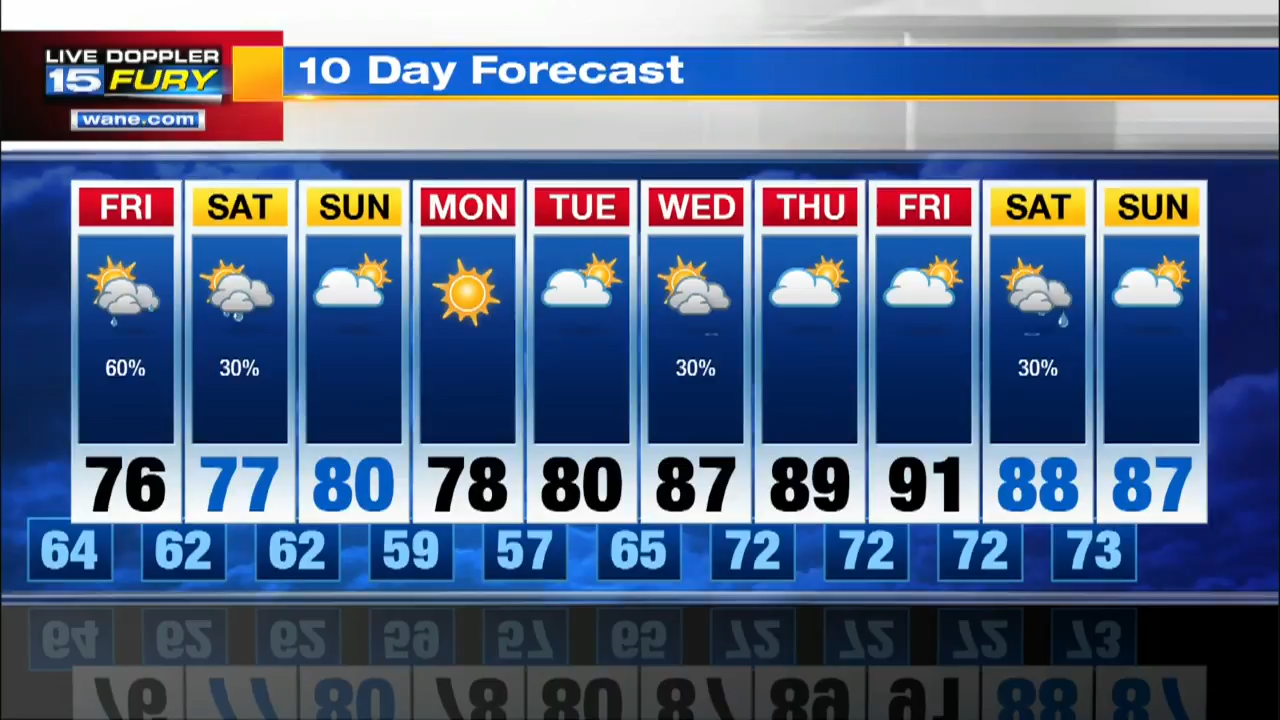 LIVE DOPPLER
15 FURY
wane.com
10 Day Forecast
FRI SAT SUN MON TUE WED THU FRI SAT SUN
60% 30% 30% 30%
76 77 80 78 80 87 89 91 88 87
64 62 62 59 57 65 72 72 72 73